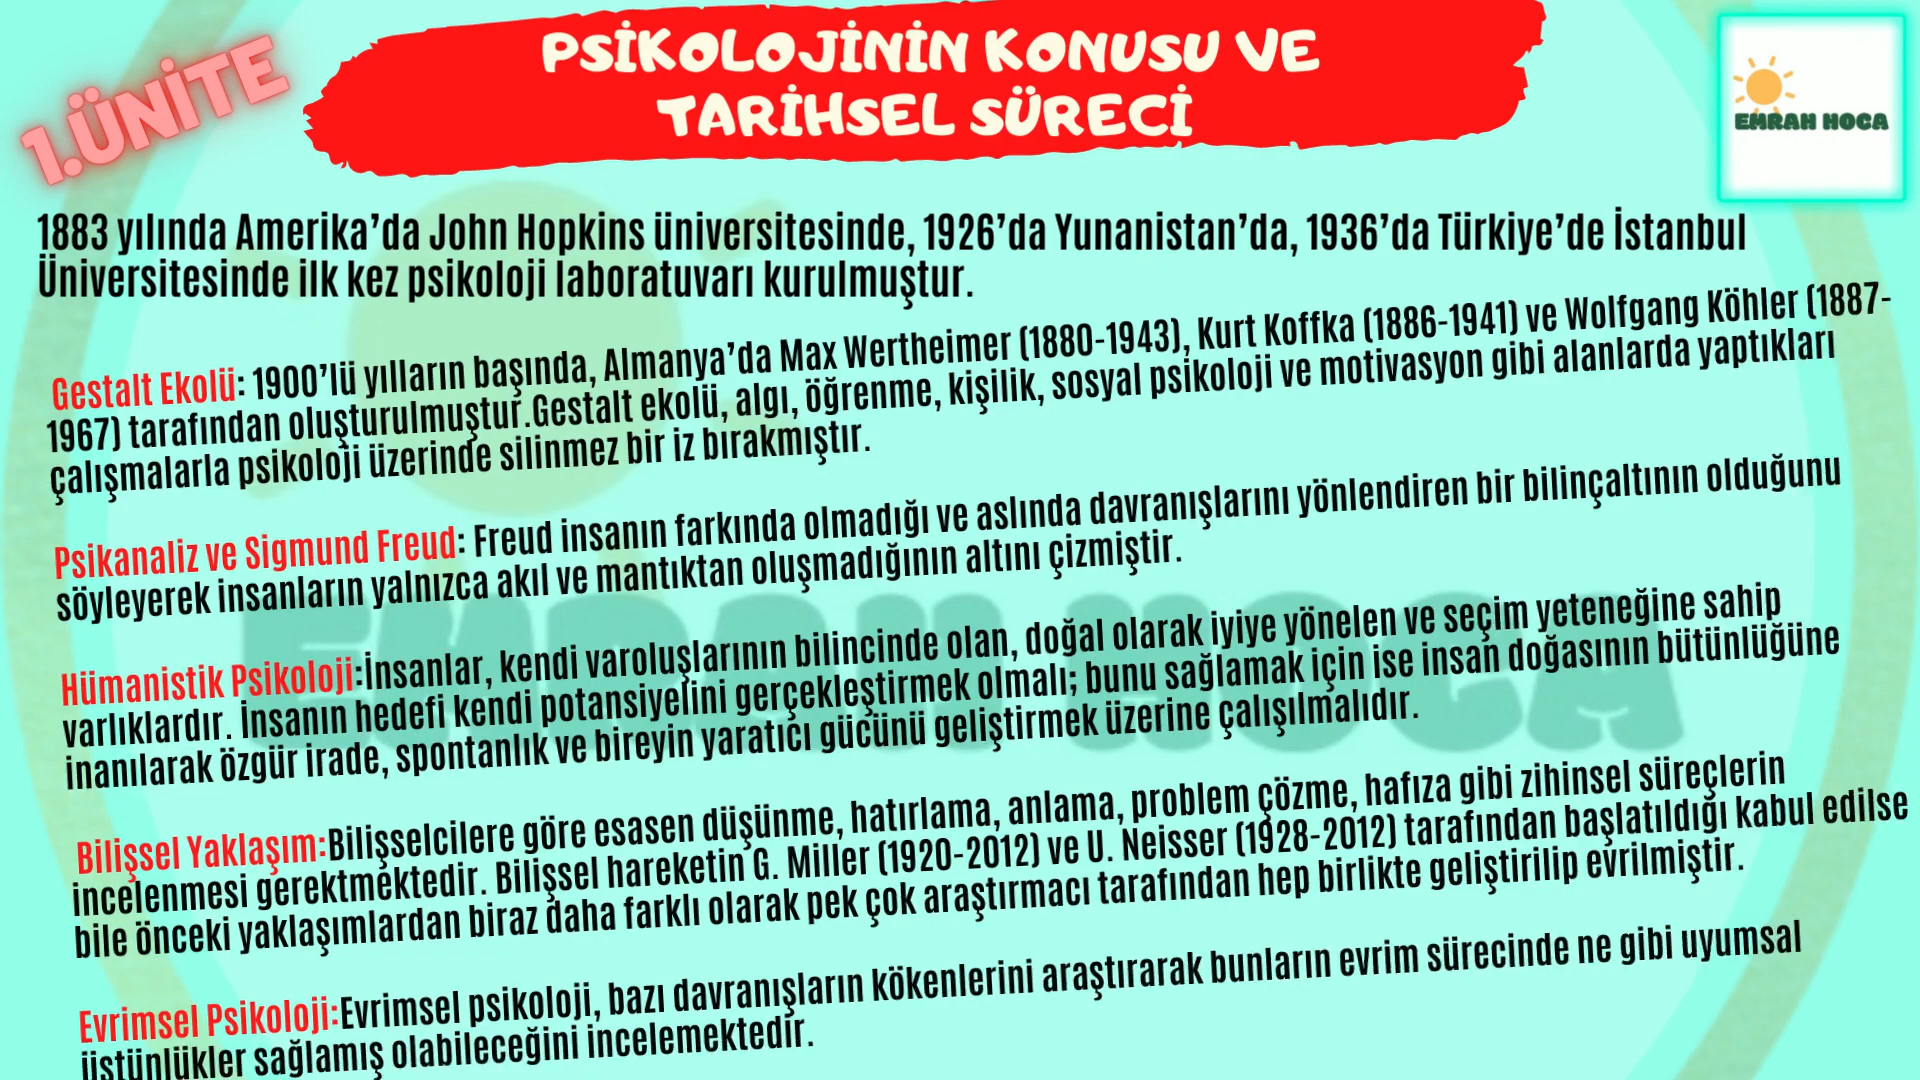 1.ÜNİTE
PSİKOLOJİNİN KONUSU VE
TARİHSEL SÜRECİ
EMRAH HOCA
1883 yılında Amerika’da John Hopkins üniversitesinde, 1926’da Yunanistan’da, 1936’da Türkiye’de İstanbul
Üniversitesinde ilk kez psikoloji laboratuvarı kurulmuştur.
Gestalt Ekolü: 1900’lü yılların başında, Almanya’da Max Wertheimer (1880-1943), Kurt Koffka (1886-1941) ve Wolfgang Köhler (1887-
1967) tarafından oluşturulmuştur.Gestalt ekolü, algı, öğrenme, kişilik, sosyal psikoloji ve motivasyon gibi alanlarda yaptıkları
çalışmalarla psikoloji üzerinde silinmez bir iz bırakmıştır.
Psikanaliz ve Sigmund Freud: Freud insanın farkında olmadığı ve aslında davranışlarını yönlendiren bir bilinçaltının olduğunu
söyleyerek insanların yalnızca akıl ve mantıktan oluşmadığının altını çizmiştir.
Hümanistik Psikoloji:İnsanlar, kendi varoluşlarının bilincinde olan, doğal olarak iyiye yönelen ve seçim yeteneğine sahip
varlıklardır. İnsanın hedefi kendi potansiyelini gerçekleştirmek olmalı; bunu sağlamak için ise insan doğasının bütünlüğüne
inanılarak özgür irade, spontanlık ve bireyin yaratıcı gücünü geliştirmek üzerine çalışılmalıdır.
Bilişsel Yaklaşım:Bilişselcilere göre esasen düşünme, hatırlama, anlama, problem çözme, hafıza gibi zihinsel süreçlerin
incelenmesi gerektmektedir. Bilişsel hareketin G. Miller (1920-2012) ve U. Neisser (1928-2012) tarafından başlatıldığı kabul edilse
bile önceki yaklaşımlardan biraz daha farklı olarak pek çok araştırmacı tarafından hep birlikte geliştirilip evrilmiştir.
Evrimsel Psikoloji:Evrimsel psikoloji, bazı davranışların kökenlerini araştırarak bunların evrim sürecinde ne gibi uyumsal
üstünlükler sağlamış olabileceğini incelemektedir.
EMRAH HOCA